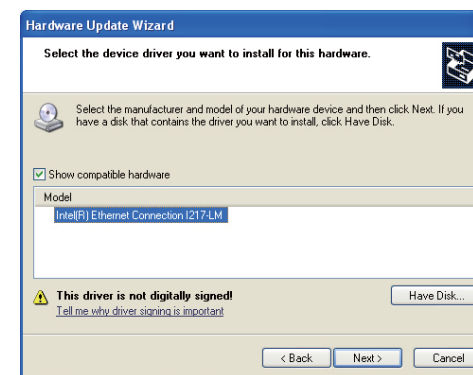 Hardware Update Wizard
Select the device driver you want to install for this hardware.
Select the manufacturer and model of your hardware device and then click Next. If you
have a disk that contains the driver you want to install, click Have Disk.
Show compatible hardware
Model
Intel(R) Ethernet Connection I217-LM
This driver is not digitally signed!
Tell me why driver signing is important
Have Disk...
< Back
Next >
Cancel